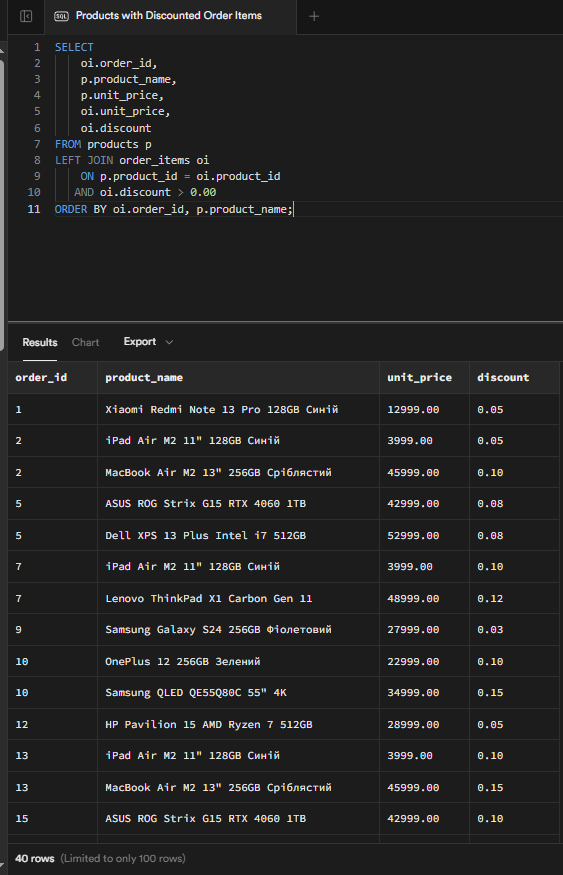 Products with Discounted Order Items
1 SELECT
2 oi.order_id,
3 p.product_name,
4 p.unit_price,
5 oi.unit_price,
6 oi.discount
7 FROM products p
8 LEFT JOIN order_items oi
9 ON p.product_id = oi.product_id
10 AND oi.discount > 0.00
11 ORDER BY oi.order_id, p.product_name;
Results Chart Export
order_id product_name unit_price discount
1 Xiaomi Redmi Note 13 Pro 128GB Синій 12999.00 0.05
2 iPad Air M2 11" 128GB Синій 3999.00 0.05
2 MacBook Air M2 13" 256GB Сріблястий 45999.00 0.10
5 ASUS ROG Strix G15 RTX 4060 1TB 42999.00 0.08
5 Dell XPS 13 Plus Intel i7 512GB 52999.00 0.08
7 iPad Air M2 11" 128GB Синій 3999.00 0.10
7 Lenovo ThinkPad X1 Carbon Gen 11 48999.00 0.12
9 Samsung Galaxy S24 256GB Фіолетовий 27999.00 0.03
10 OnePlus 12 256GB Зелений 22999.00 0.10
10 Samsung QLED QE55Q80C 55" 4K 34999.00 0.15
12 HP Pavilion 15 AMD Ryzen 7 512GB 28999.00 0.05
13 iPad Air M2 11" 128GB Синій 3999.00 0.10
13 MacBook Air M2 13" 256GB Сріблястий 45999.00 0.15
15 ASUS ROG Strix G15 RTX 4060 1TB 42999.00 0.10
40 rows (Limited to only 100 rows)